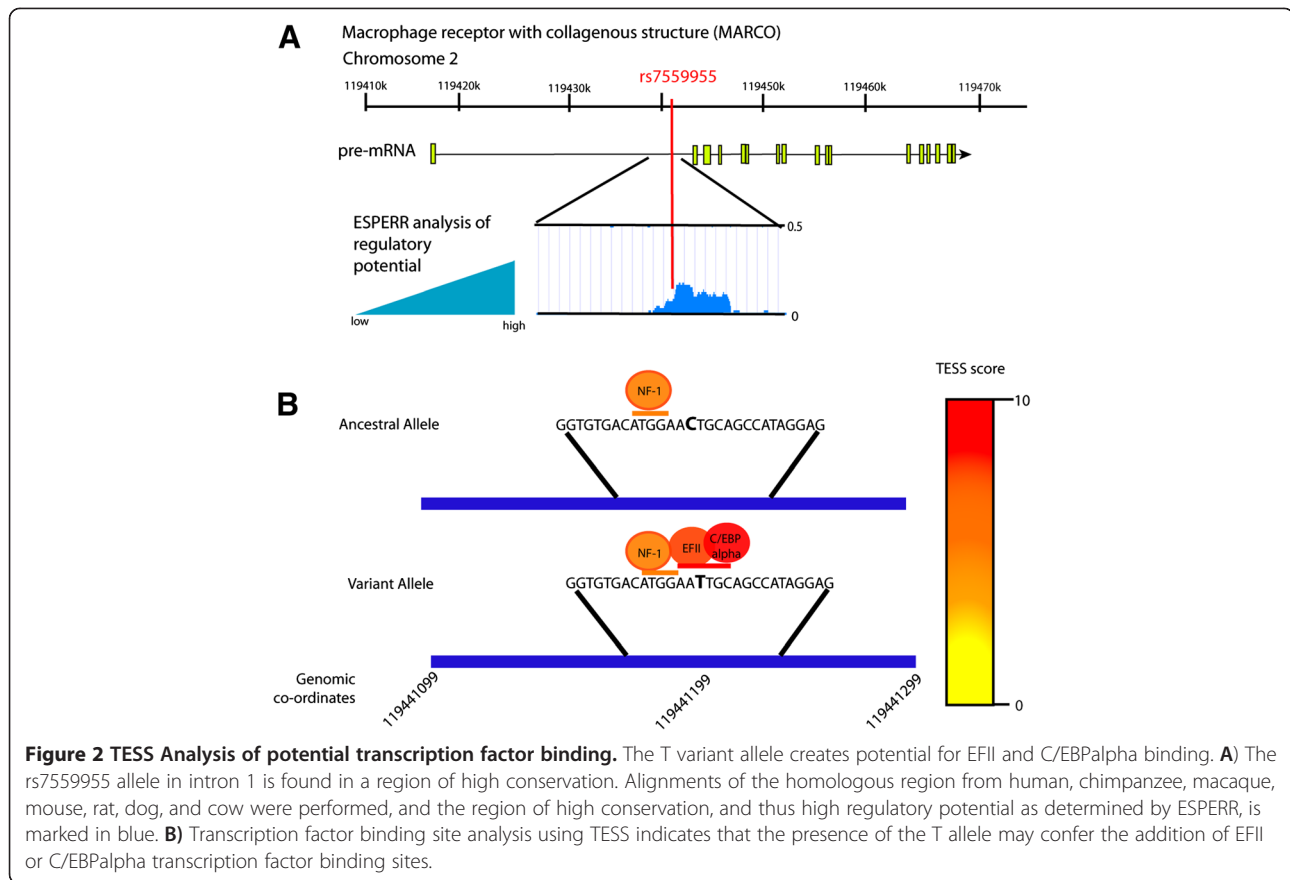 A
Macrophage receptor with collagenous structure (MARCO)
Chromosome 2
rs7559955
119410k 119420k 119430k 119450k 119460k 119470k
pre-mRNA
ESPERR analysis of
regulatory
potential
0.5
0
low
high
TESS score
B
10
0
NF-1
Ancestral Allele
GGTGTGACATGGAACTGCAGCCATAGGAG
NF-1 EFII C/EBP
alpha
Variant Allele
GGTGTGACATGGAATTGCAGCCATAGGAG
Genomic
co-ordinates
119441099
119441199
119441299
Figure 2 TESS Analysis of potential transcription factor binding. The T variant allele creates potential for EFII and C/EBPalpha binding. A) The
rs7559955 allele in intron 1 is found in a region of high conservation. Alignments of the homologous region from human, chimpanzee, macaque,
mouse, rat, dog, and cow were performed, and the region of high conservation, and thus high regulatory potential as determined by ESPERR, is
marked in blue. B) Transcription factor binding site analysis using TESS indicates that the presence of the T allele may confer the addition of EFII
or C/EBPalpha transcription factor binding sites.